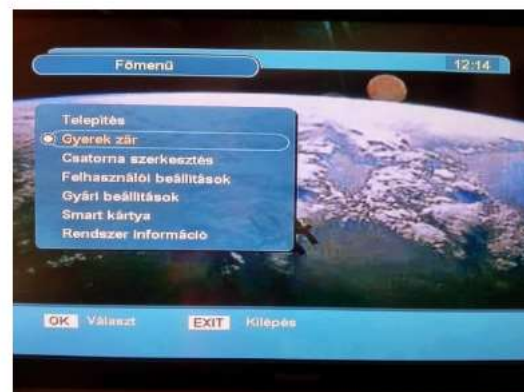 Főmenü
12:14
Telepítés
Gyerek zár
Csatorna szerkesztés
Felhasználói beállítások
Gyári beállítások
Smart kártya
Rendszer információ
OK Választ EXIT Kilépés